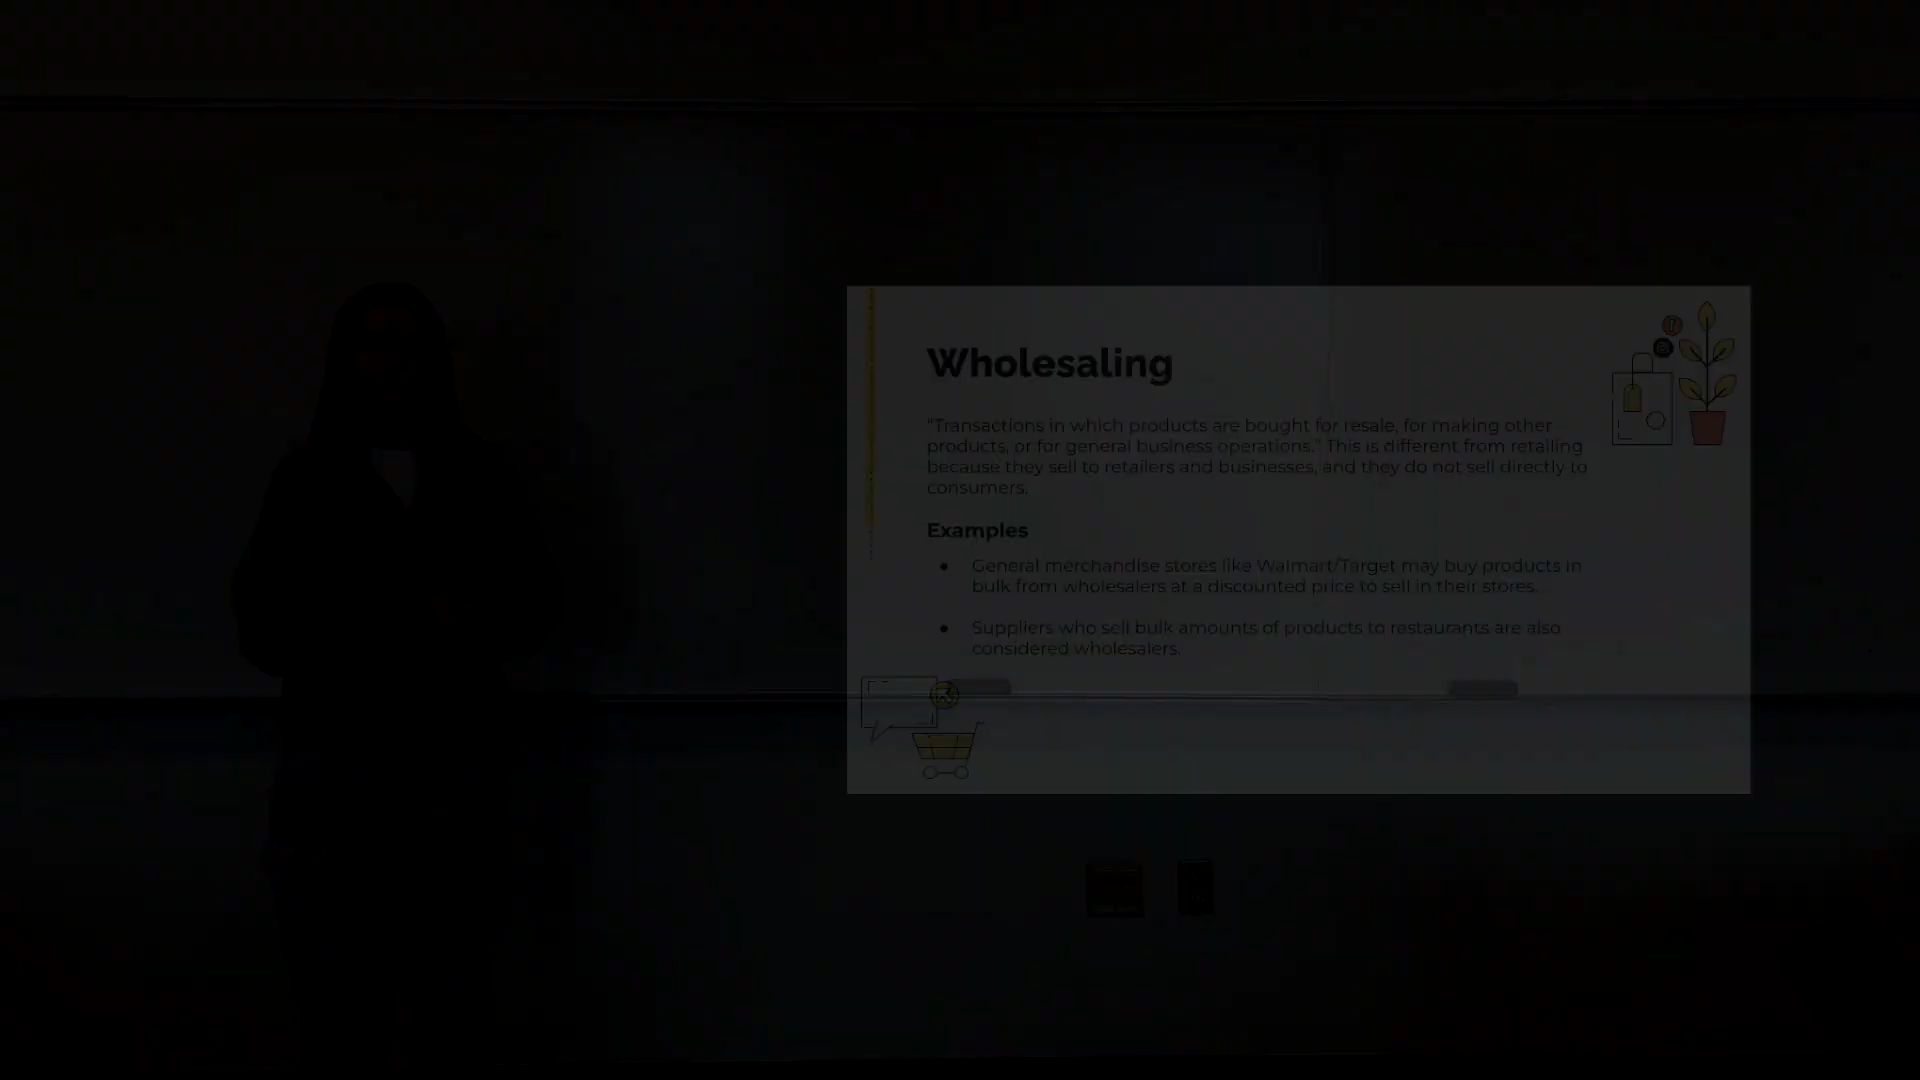 Wholesaling
"Transactions in which products are bought for resale, for making other
products, or for general business operations." This is different from retailing
because they sell to retailers and businesses, and they do not sell directly to
consumers.
Examples
● General merchandise stores like Walmart/Target may buy products in
bulk from wholesalers at a discounted price to sell in their stores.
● Suppliers who sell bulk amounts of products to restaurants are also
considered wholesalers.